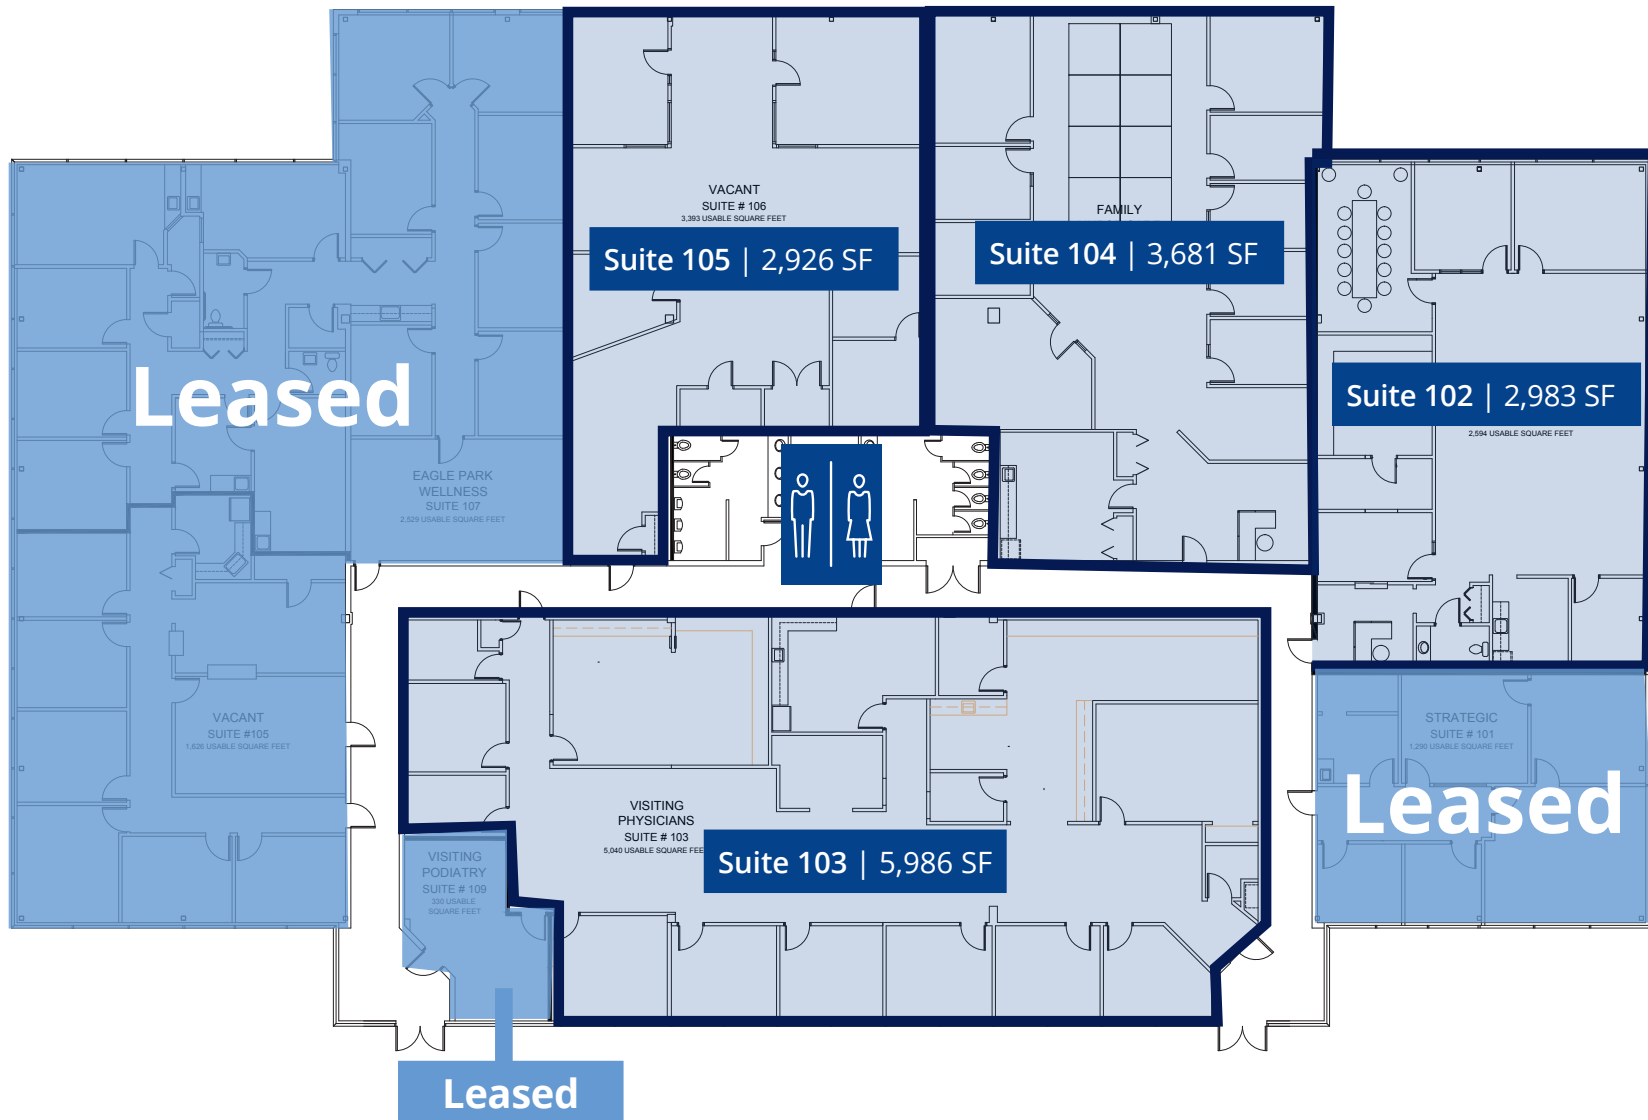 VACANT
SUITE # 106
3,393 USABLE SQUARE FEET
Suite 105 | 2,926 SF
FAMILY
Suite 104 | 3,681 SF
Suite 102 | 2,983 SF
2,594 USABLE SQUARE FEET
Leased
EAGLE PARK
WELLNESS
SUITE 107
2,529 USABLE SQUARE FEET
VACANT
SUITE #105
1,626 USABLE SQUARE FEET
STRATEGIC
SUITE # 101
1,290 USABLE SQUARE FEET
Leased
VISITING
PHYSICIANS
SUITE # 103
5,040 USABLE SQUARE FEE
Suite 103 | 5,986 SF
VISITING
PODIATRY
SUITE # 109
330 USABLE
SQUARE FEET
Leased